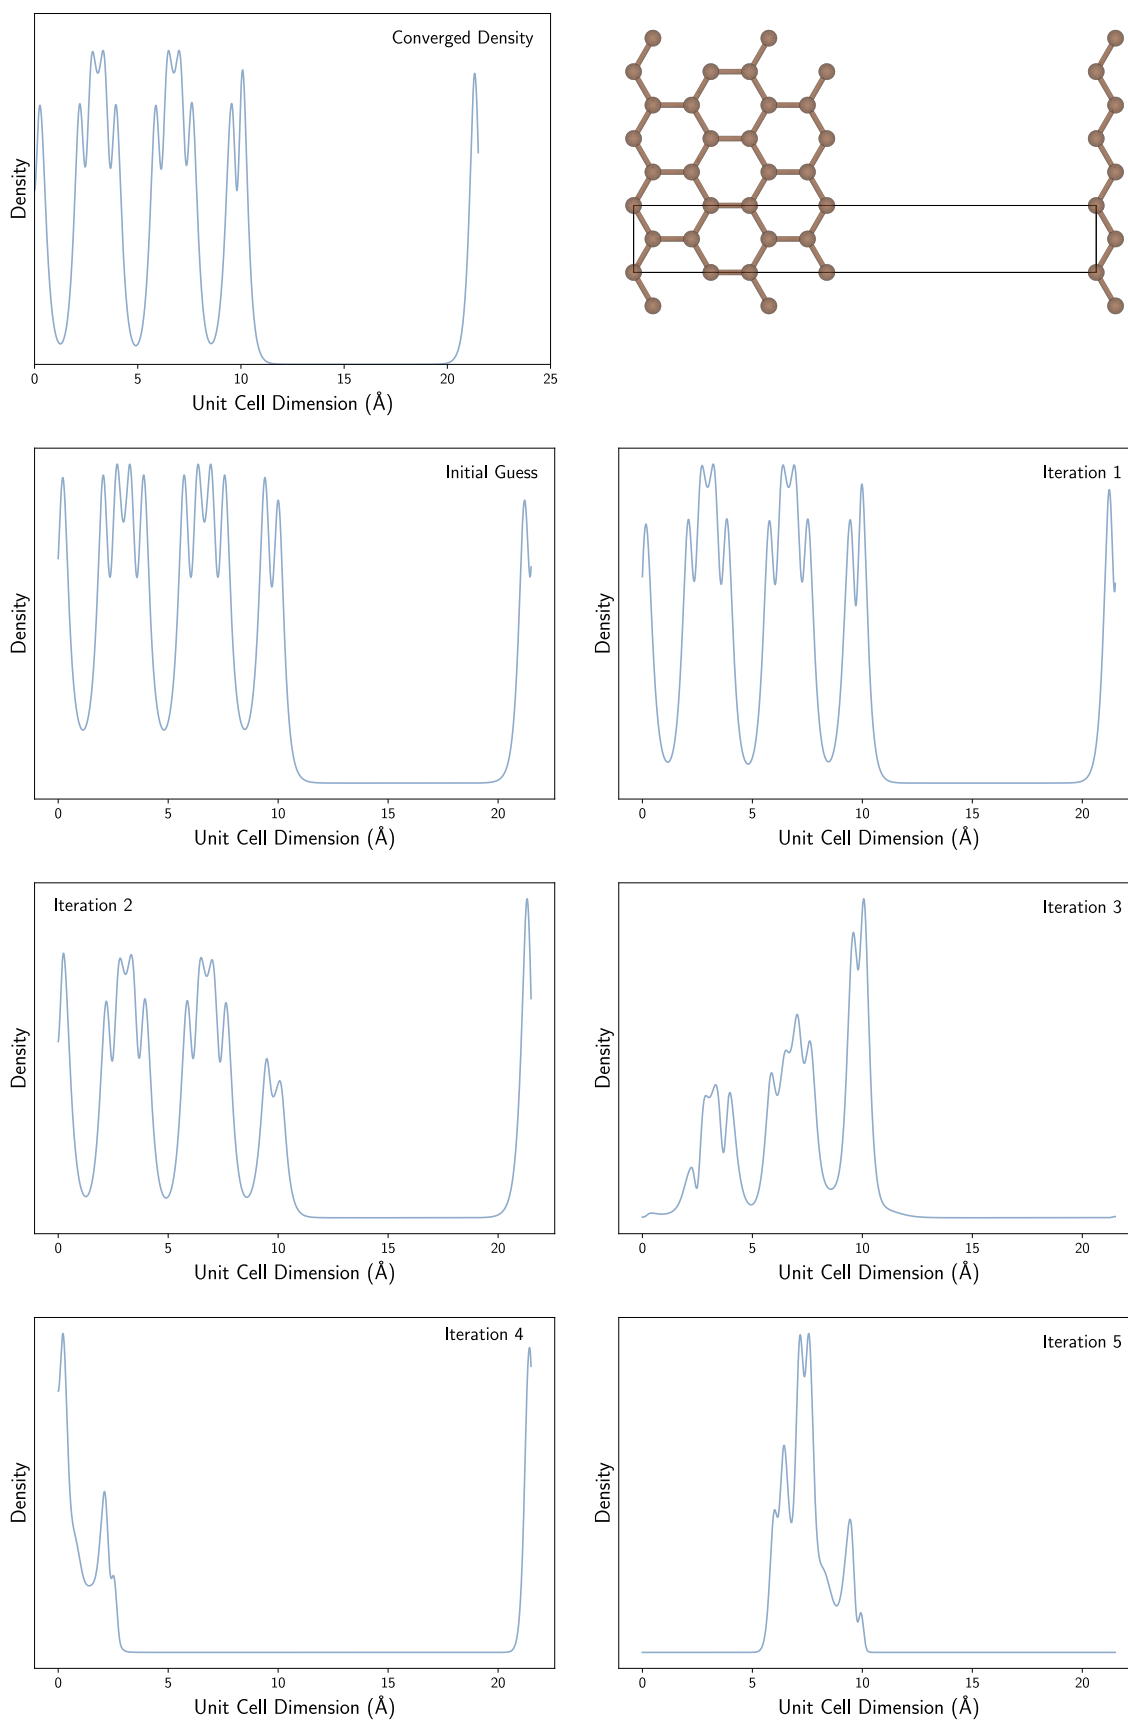 Converged Density
Density
0 5 10 15 20 25
Unit Cell Dimension (Å)
Initial Guess
Density
0 5 10 15 20
Unit Cell Dimension (Å)
Iteration 1
Density
0 5 10 15 20
Unit Cell Dimension (Å)
Iteration 2
Density
0 5 10 15 20
Unit Cell Dimension (Å)
Iteration 3
Density
0 5 10 15 20
Unit Cell Dimension (Å)
Iteration 4
Density
0 5 10 15 20
Unit Cell Dimension (Å)
Iteration 5
Density
0 5 10 15 20
Unit Cell Dimension (Å)